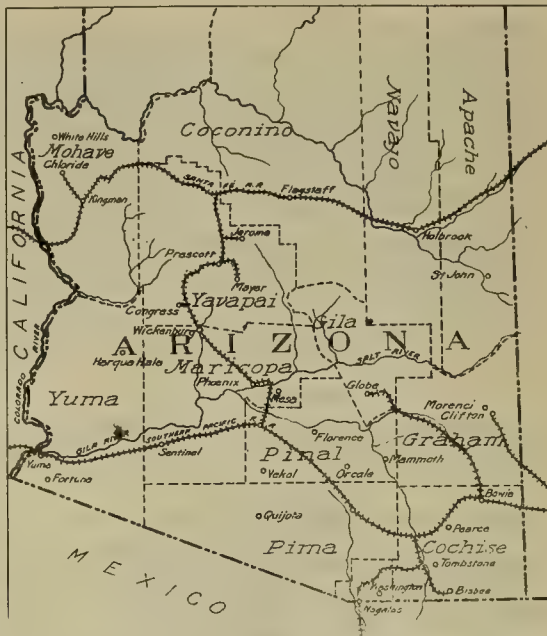 White Hills
Mohave
Chloride
Kingman
CALIFORNIA
COLORADO RIVER
Coconino
Navajo
Apache
SANTA FÉ R.R.
Flagstaff
Holbrook
St John
Jerome
Prescott
Mayer
Yavapai
Congress
Wickenburg
Gila
ARIZONA
Harqua Hala
Maricopa
SALT RIVER
Phoenix
Mesa
Globe
Yuma
Morenci
Clifton
GILA RIVER
SOUTHERN PACIFIC R.R.
Florence
Graham
Yuma
Sentinel
Pinal
Mammoth
Fortuna
Vekol
Orcale
Bowie
Quijota
Pearce
Pima
Cochise
Tombstone
MEXICO
Washington
Bisbee
Nogales